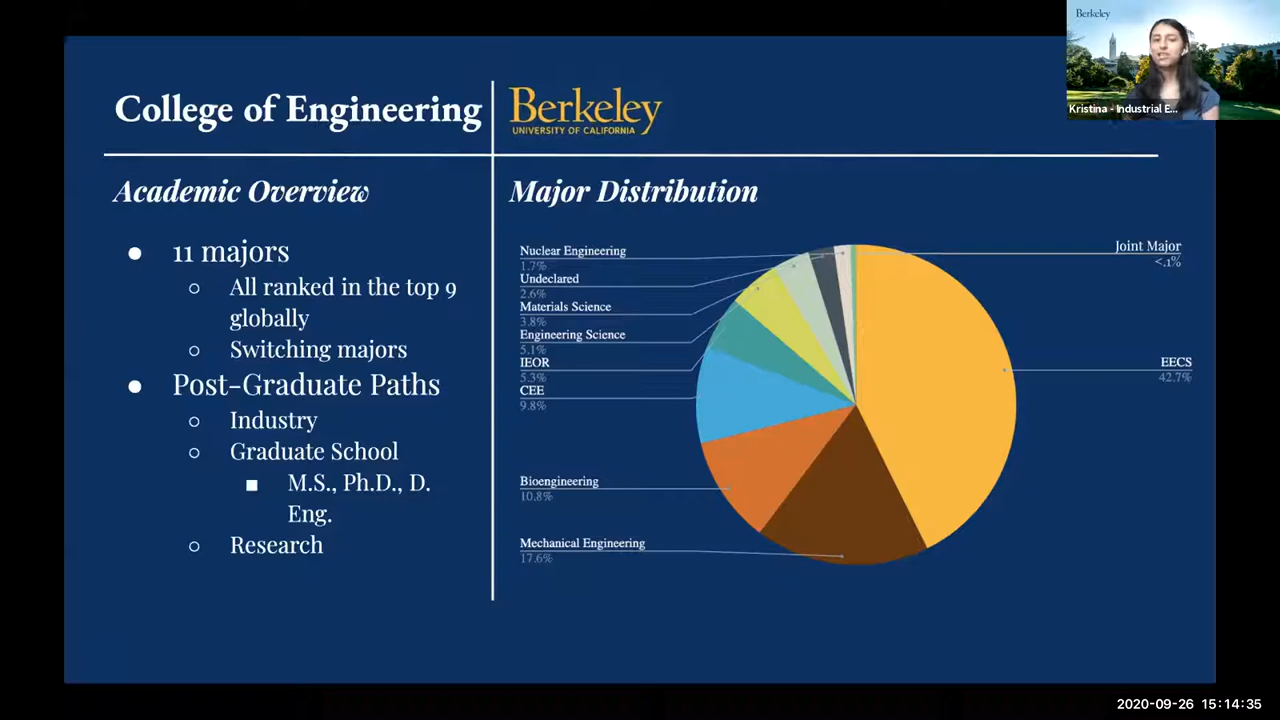 Berkeley
Kristina - Industrial E...
College of Engineering
Berkeley
UNIVERSITY OF CALIFORNIA
Academic Overview
● 11 majors
○ All ranked in the top 9
globally
○ Switching majors
● Post-Graduate Paths
○ Industry
○ Graduate School
■ M.S., Ph.D., D.
Eng.
○ Research
Major Distribution
Nuclear Engineering
1.7%
Undeclared
2.6%
Materials Science
3.8%
Engineering Science
5.1%
IEOR
5.3%
CEE
9.8%
Bioengineering
10.8%
Mechanical Engineering
17.6%
Joint Major
<.1%
EECS
42.7%
2020-09-26 15:14:35